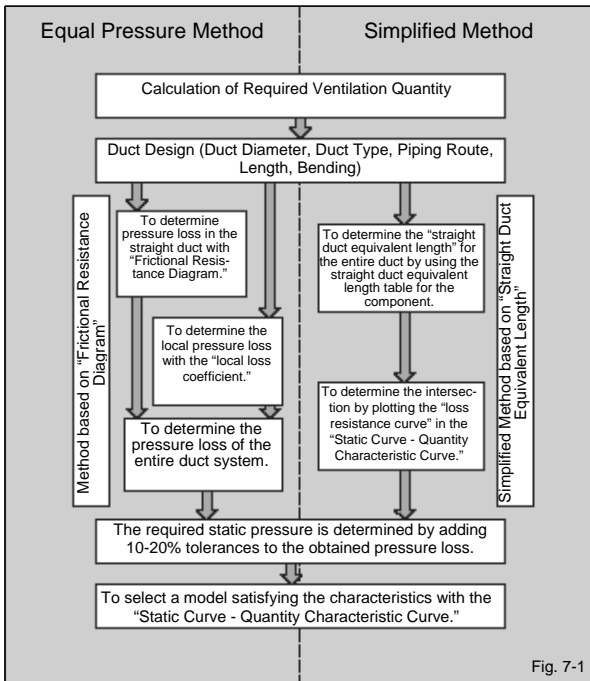 Equal Pressure Method
Simplified Method
Calculation of Required Ventilation Quantity
Duct Design (Duct Diameter, Duct Type, Piping Route,
Length, Bending)
Method based on "Frictional Resistance
Diagram"
To determine
pressure loss in the
straight duct with
"Frictional Resis-
tance Diagram."
To determine the
local pressure loss
with the "local loss
coefficient."
To determine the
pressure loss of the
entire duct system.
To determine the "straight
duct equivalent length" for
the entire duct by using the
straight duct equivalent
length table for the
component.
To determine the intersec-
tion by plotting the "loss
resistance curve" in the
"Static Curve - Quantity
Characteristic Curve."
Simplified Method based on "Straight Duct
Equivalent Length"
The required static pressure is determined by adding
10-20% tolerances to the obtained pressure loss.
To select a model satisfying the characteristics with the
"Static Curve - Quantity Characteristic Curve."
Fig. 7-1